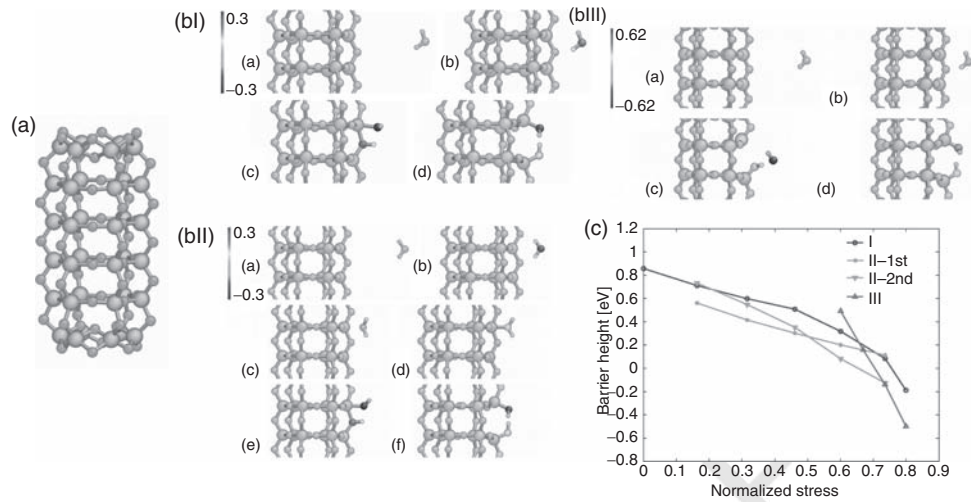 (a)
(bI)
0.3
−0.3
(a)
(b)
(c)
(d)
(bII)
0.3
−0.3
(a)
(b)
(c)
(d)
(e)
(f)
(bIII)
0.62
−0.62
(a)
(b)
(c)
(d)
(c)
1.2
1
0.8
0.6
0.4
0.2
0
−0.2
−0.4
−0.6
−0.8
Barrier height [eV]
I
II–1st
II–2nd
III
0 0.1 0.2 0.3 0.4 0.5 0.6 0.7 0.8 0.9
Normalized stress